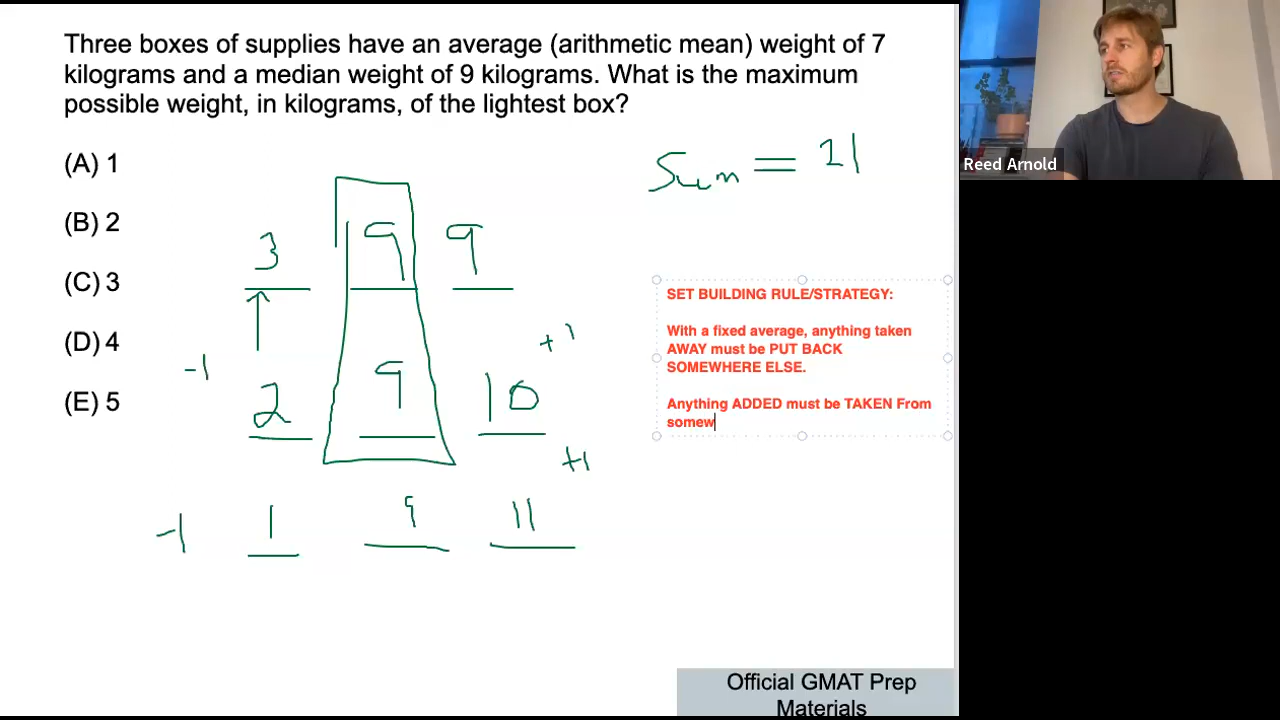 Three boxes of supplies have an average (arithmetic mean) weight of 7
kilograms and a median weight of 9 kilograms. What is the maximum
possible weight, in kilograms, of the lightest box?
Sum = 21
Reed Arnold
(A) 1
(B) 2
(C) 3
(D) 4
(E) 5
3 9 9
-1 +1
2 9 10
+1
-1 1 9 11
SET BUILDING RULE/STRATEGY:
With a fixed average, anything taken
AWAY must be PUT BACK
SOMEWHERE ELSE.
Anything ADDED must be TAKEN From
somew
Official GMAT Prep
Materials